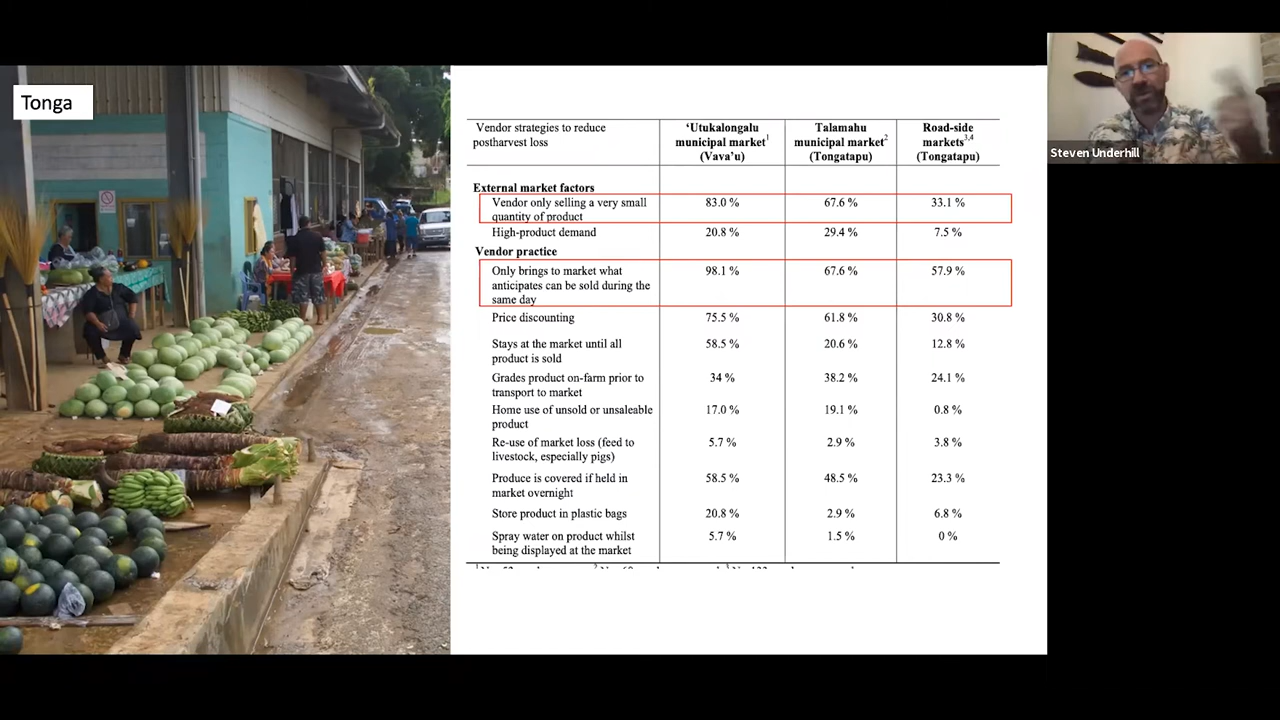 Tonga
Vendor strategies to reduce
postharvest loss
‘Utukalongalu
municipal market1
(Vava’u)
Talamahu
municipal market2
(Tongatapu)
Road-side
markets3,4
(Tongatapu)
External market factors
Vendor only selling a very small
quantity of product
83.0 %
67.6 %
33.1 %
High-product demand
20.8 %
29.4 %
7.5 %
Vendor practice
Only brings to market what
anticipates can be sold during the
same day
98.1 %
67.6 %
57.9 %
Price discounting
75.5 %
61.8 %
30.8 %
Stays at the market until all
product is sold
58.5 %
20.6 %
12.8 %
Grades product on-farm prior to
transport to market
34 %
38.2 %
24.1 %
Home use of unsold or unsaleable
product
17.0 %
19.1 %
0.8 %
Re-use of market loss (feed to
livestock, especially pigs)
5.7 %
2.9 %
3.8 %
Produce is covered if held in
market overnight
58.5 %
48.5 %
23.3 %
Store product in plastic bags
20.8 %
2.9 %
6.8 %
Spray water on product whilst
being displayed at the market
5.7 %
1.5 %
0 %
Steven Underhill